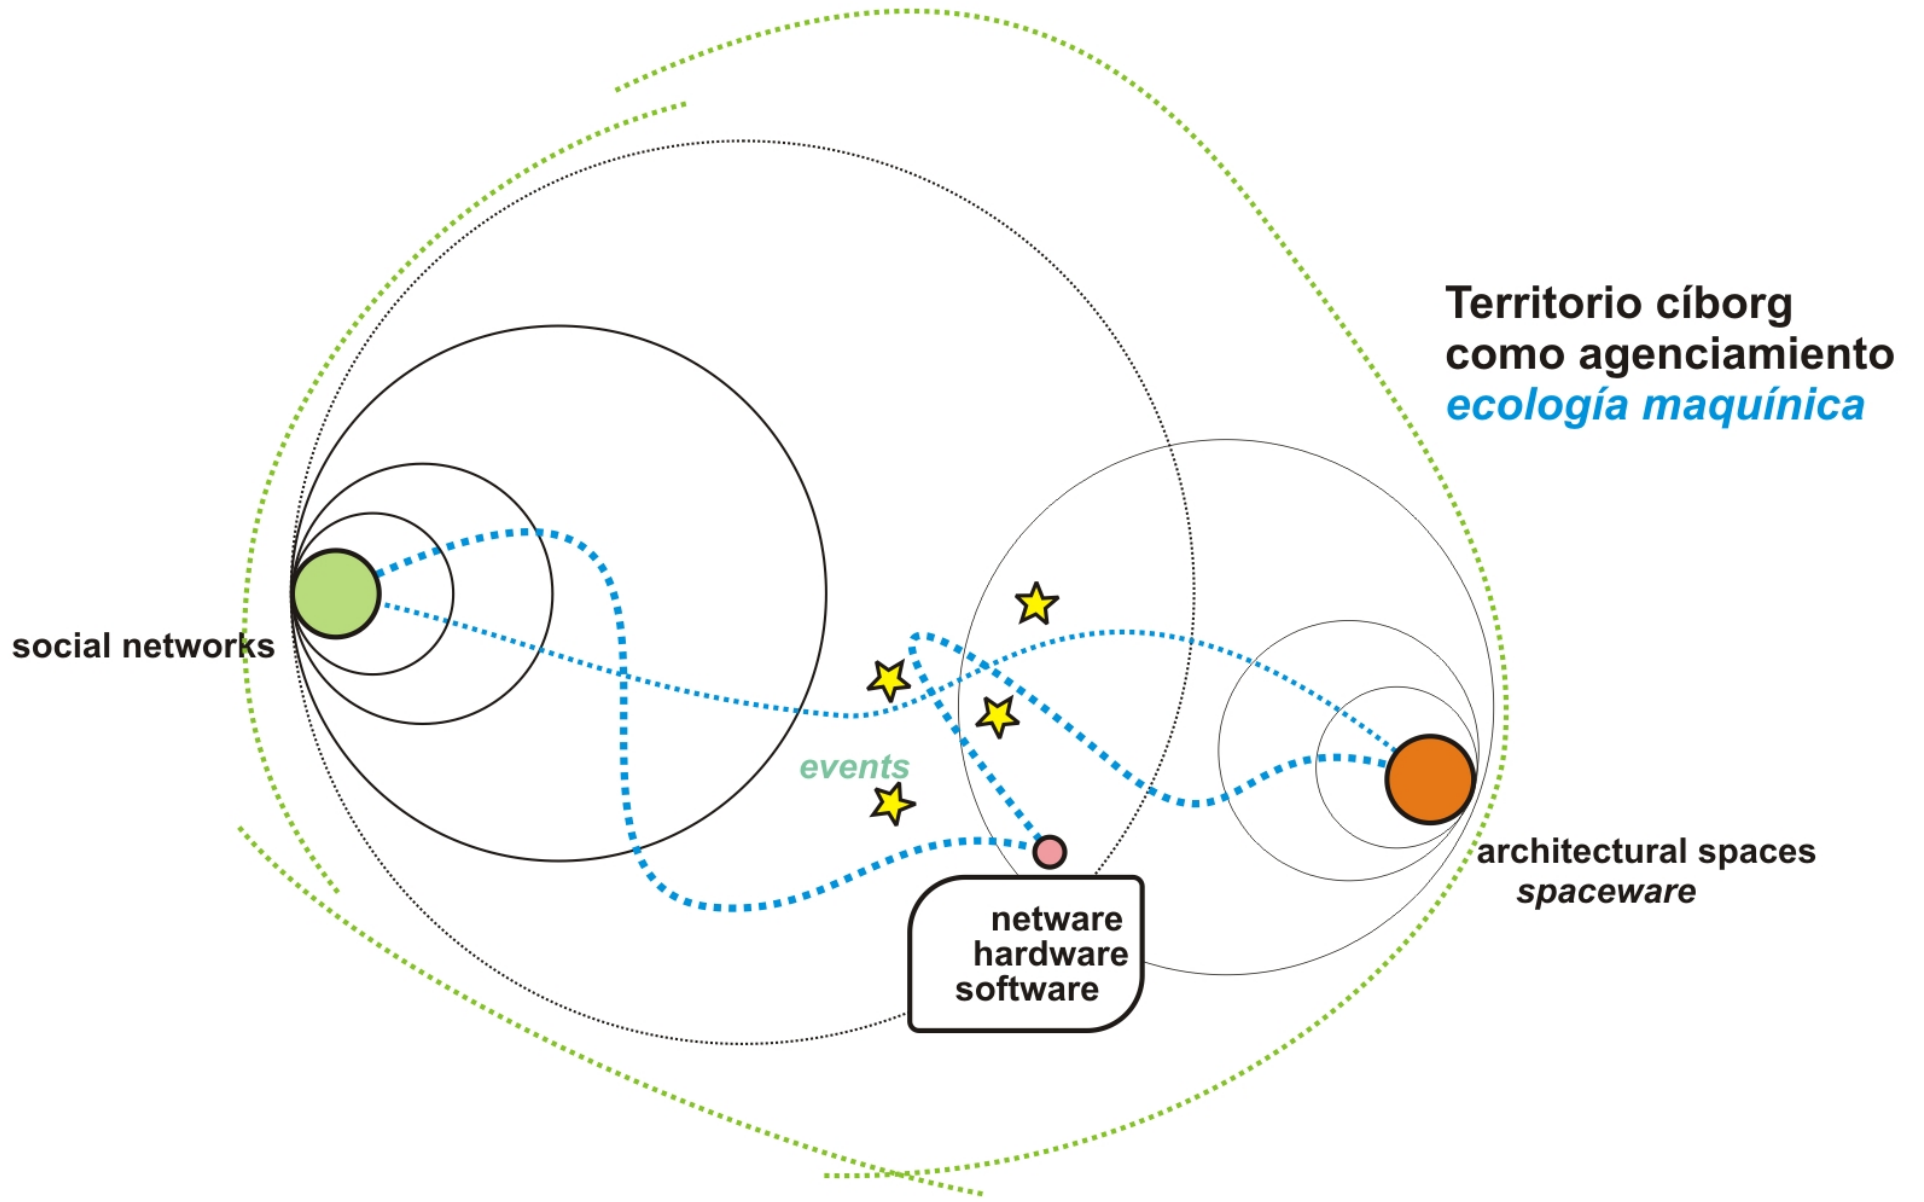 Territorio cíborg
como agenciamiento
ecología maquínica
social networks
events
architectural spaces
spaceware
netware
hardware
software